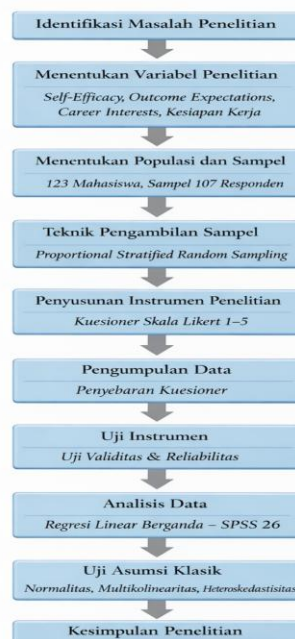 Identifikasi Masalah Penelitian
Menentukan Variabel Penelitian
Self-Efficacy, Outcome Expectations,
Career Interests, Kesiapan Kerja
Menentukan Populasi dan Sampel
123 Mahasiswa, Sampel 107 Responden
Teknik Pengambilan Sampel
Proportional Stratified Random Sampling
Penyusunan Instrumen Penelitian
Kuesioner Skala Likert 1–5
Pengumpulan Data
Penyebaran Kuesioner
Uji Instrumen
Uji Validitas & Reliabilitas
Analisis Data
Regresi Linear Berganda – SPSS 26
Uji Asumsi Klasik
Normalitas, Multikolinearitas, Heteroskedastisitas
Kesimpulan Penelitian